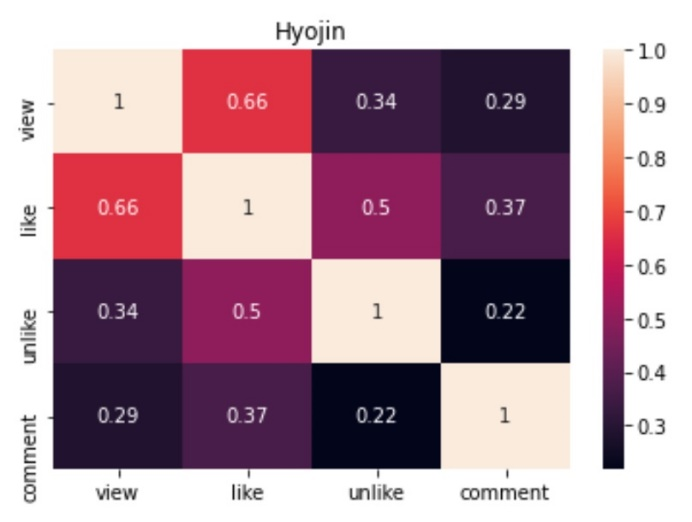 Hyojin
view 1 0.66 0.34 0.29
like 0.66 1 0.5 0.37
unlike 0.34 0.5 1 0.22
comment 0.29 0.37 0.22 1
view like unlike comment
1.0
0.9
0.8
0.7
0.6
0.5
0.4
0.3